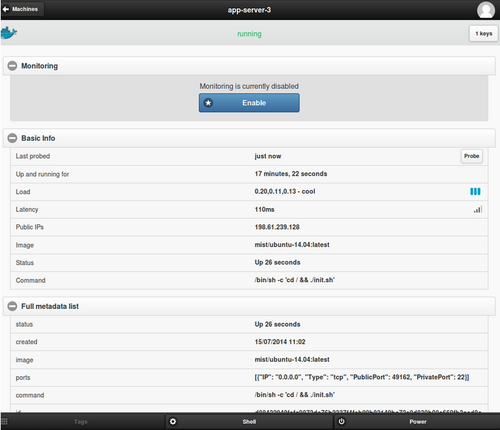 Machines
app-server-3
running
1 keys
Monitoring
Monitoring is currently disabled
Enable
Basic Info
Last probed just now Probe
Up and running for 17 minutes, 22 seconds
Load 0.20,0.11,0.13 - cool
Latency 110ms
Public IPs 198.61.239.128
Image mist/ubuntu-14.04:latest
Status Up 26 seconds
Command /bin/sh -c 'cd / && ./init.sh'
Full metadata list
status Up 26 seconds
created 15/07/2014 11:02
image mist/ubuntu-14.04:latest
ports [{"IP": "0.0.0.0", "Type": "tcp", "PublicPort": 49162, "PrivatePort": 22}]
command /bin/sh -c 'cd / && ./init.sh'
Tags Shell Power